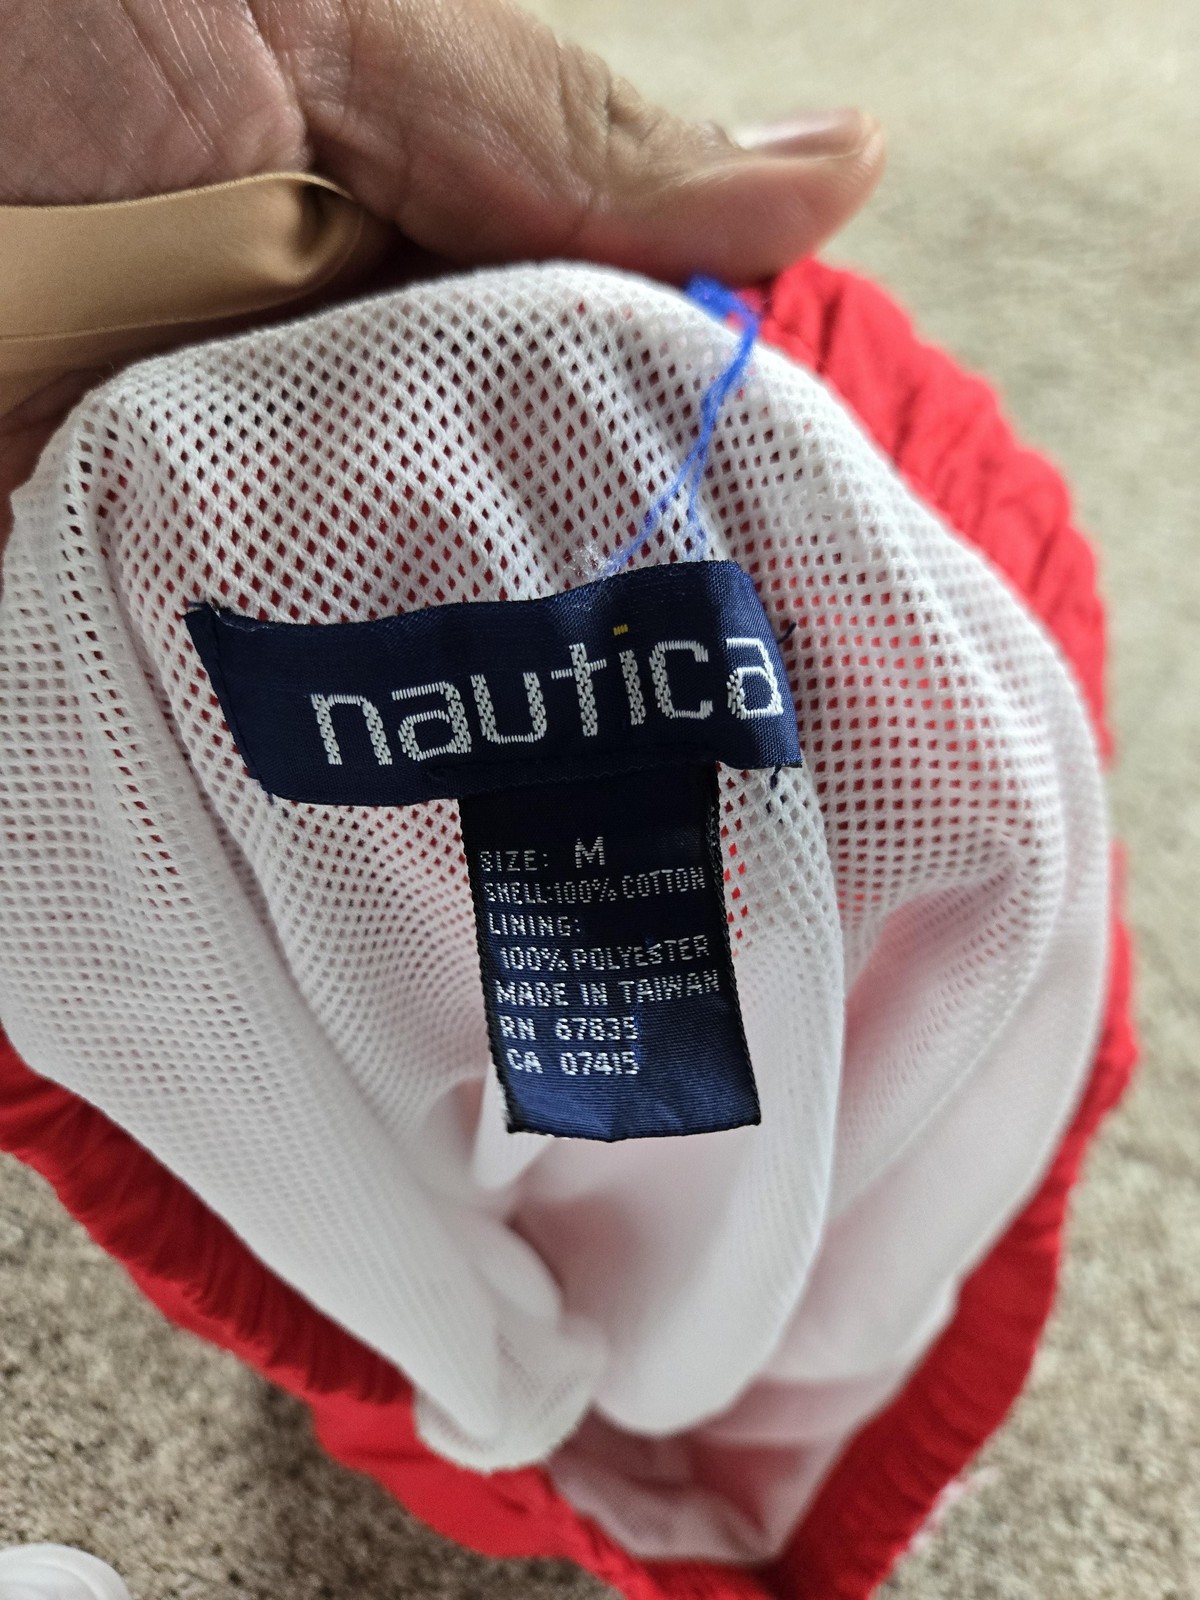 nautica
SIZE: M
SHELL:100% COTTON
LINING:
100% POLYESTER
MADE IN TAIWAN
RN 67835
CA 07415